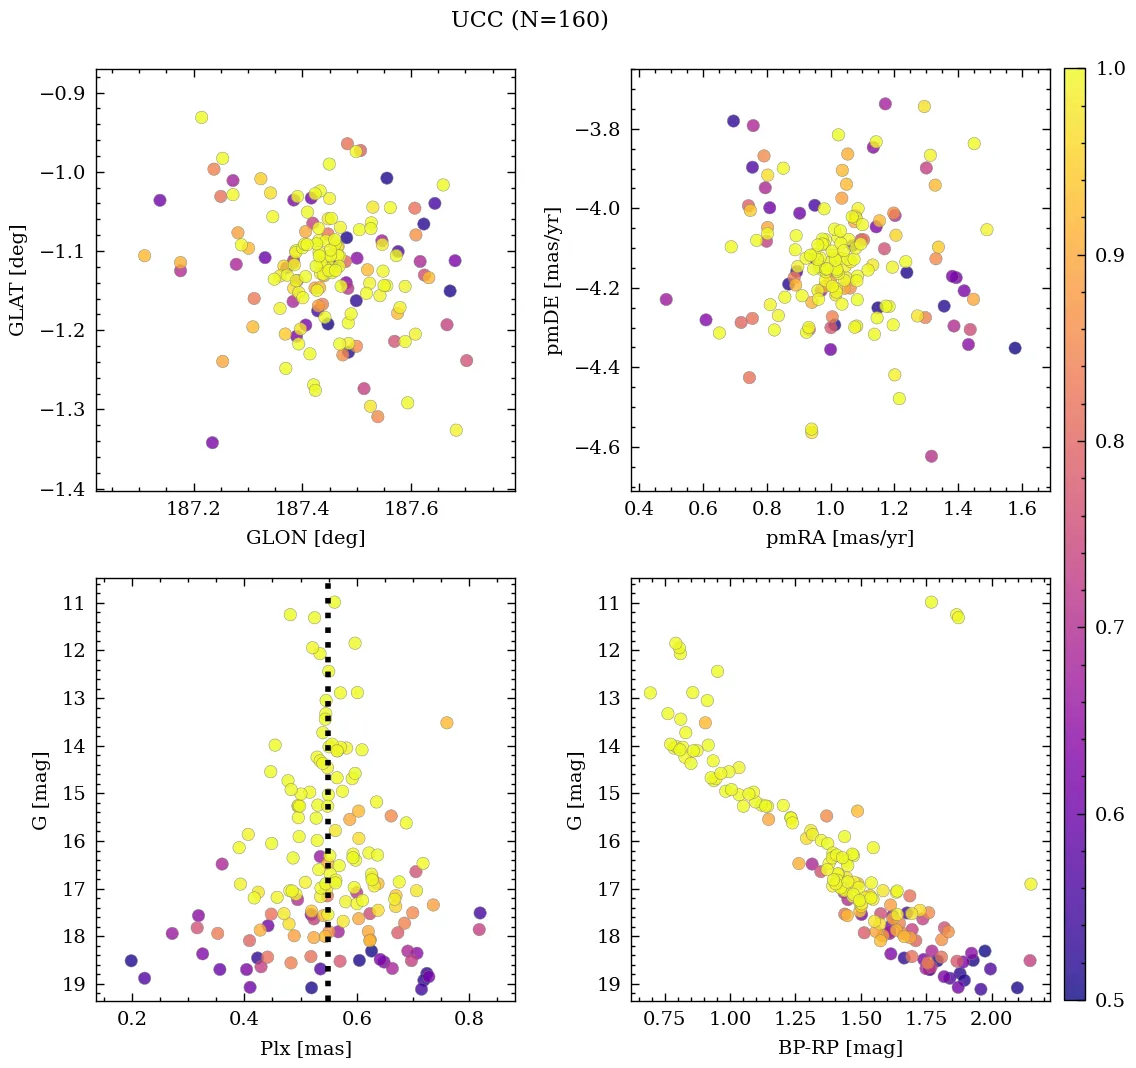 UCC (N=160)
−0.9
−1.0
−1.1
−1.2
−1.3
−1.4
GLAT [deg]
187.2 187.4 187.6
GLON [deg]
−3.8
−4.0
−4.2
−4.4
−4.6
pmDE [mas/yr]
0.4 0.6 0.8 1.0 1.2 1.4 1.6
pmRA [mas/yr]
11
12
13
14
15
16
17
18
19
G [mag]
0.2 0.4 0.6 0.8
Plx [mas]
11
12
13
14
15
16
17
18
19
G [mag]
0.75 1.00 1.25 1.50 1.75 2.00
BP-RP [mag]
1.0
0.9
0.8
0.7
0.6
0.5